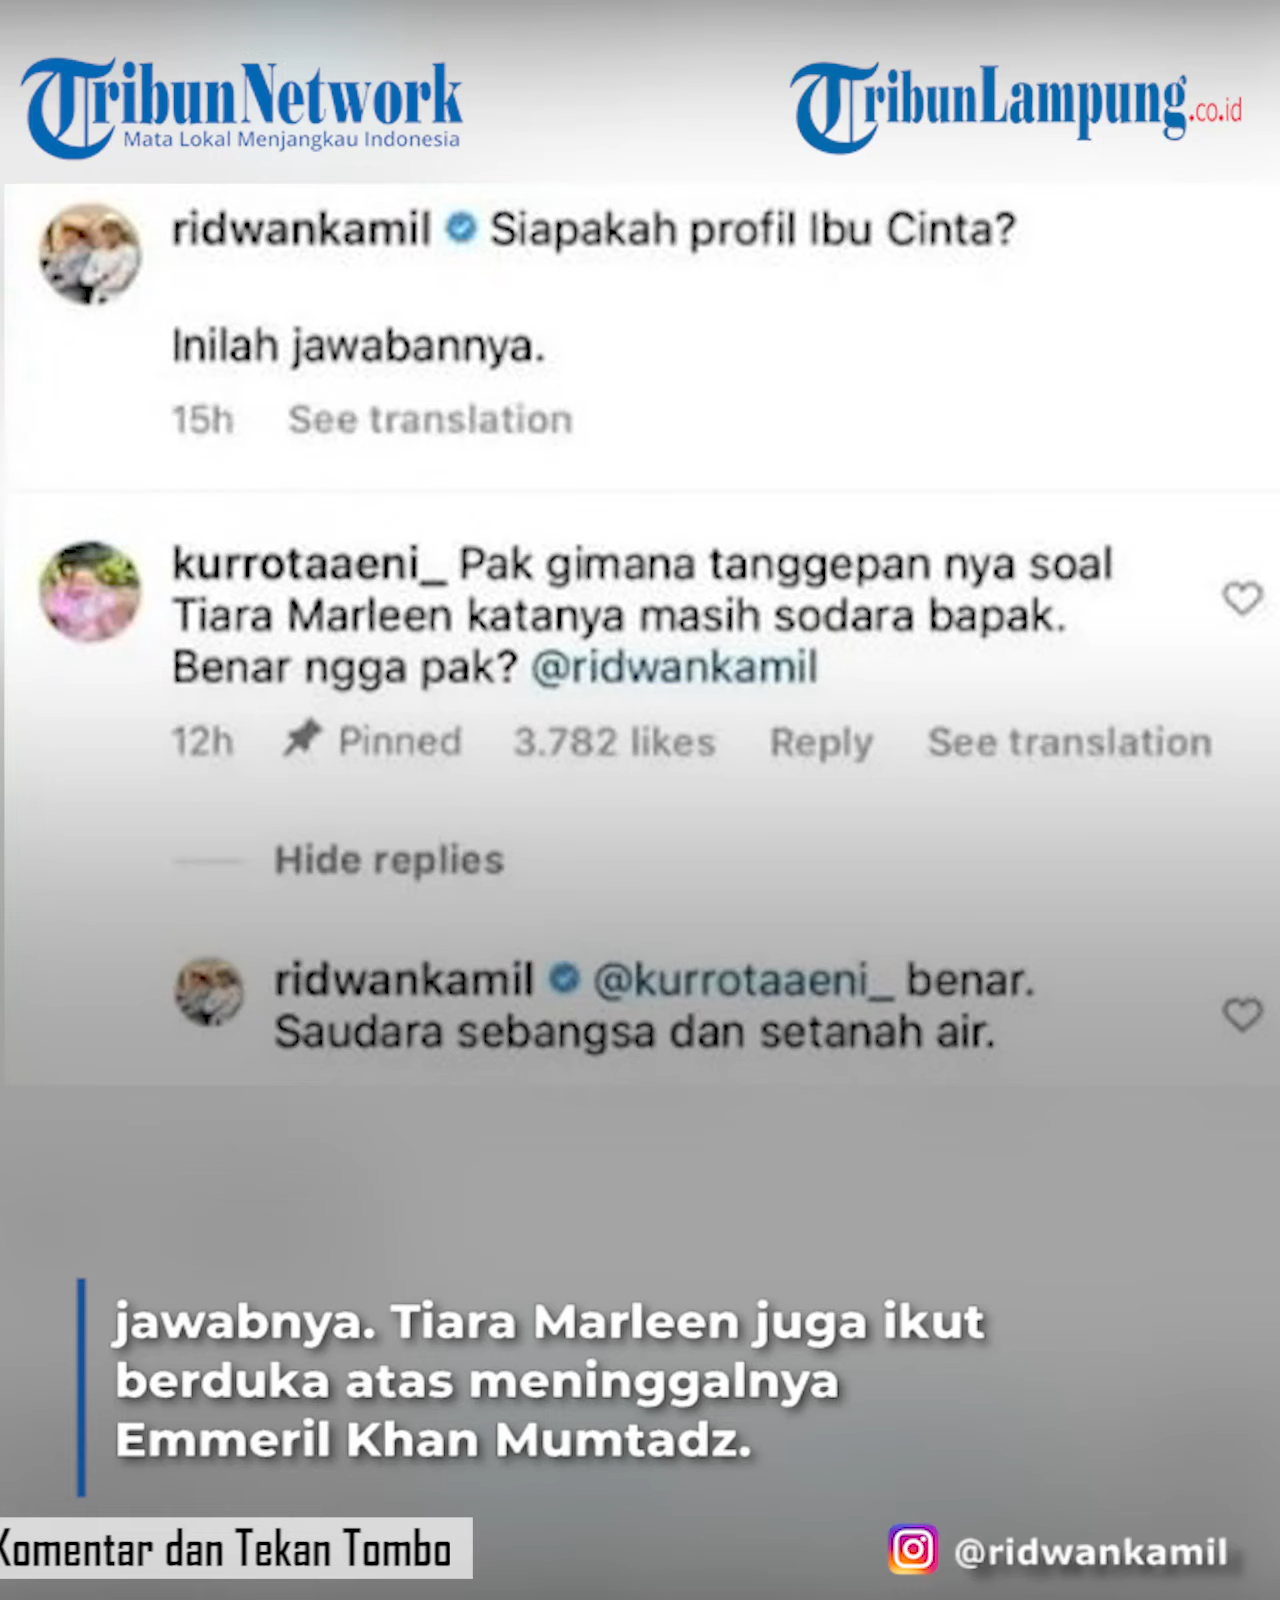 Tribun Network
Mata Lokal Menjangkau Indonesia
TribunLampung.co.id
ridwankamil Siapakah profil Ibu Cinta?
Inilah jawabannya.
15h See translation
kurrotaaeni_ Pak gimana tanggepan nya soal
Tiara Marleen katanya masih sodara bapak.
Benar ngga pak? @ridwankamil
12h Pinned 3.782 likes Reply See translation
Hide replies
ridwankamil @kurrotaaeni_ benar.
Saudara sebangsa dan setanah air.
jawabnya. Tiara Marleen juga ikut
berduka atas meninggalnya
Emmeril Khan Mumtadz.
Komentar dan Tekan Tombo
@ridwankamil